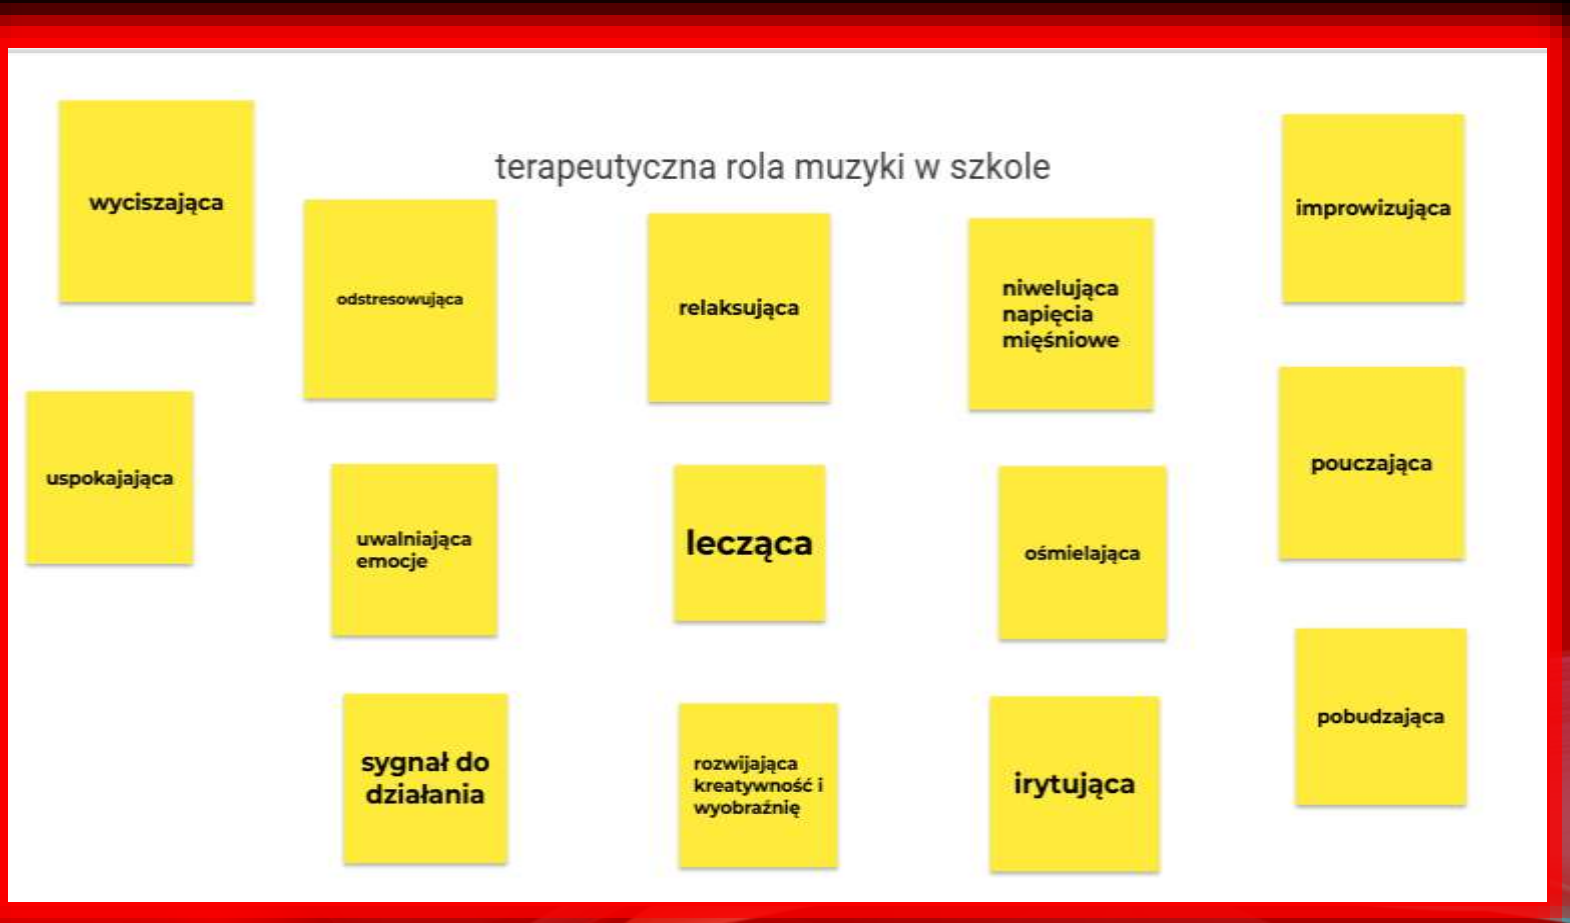 terapeutyczna rola muzyki w szkole
wyciszająca
odstresowująca
relaksująca
niwelująca
napięcia
mięśniowe
improwizująca
uspokajająca
uwalniająca
emocje
lecząca
ośmielająca
pouczająca
sygnał do
działania
rozwijająca
kreatywność i
wyobraźnię
irytująca
pobudzająca